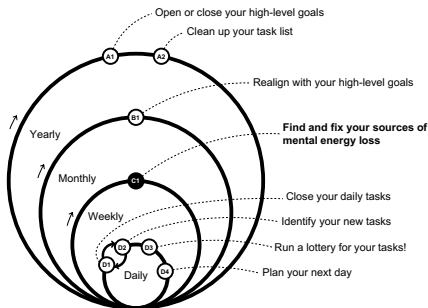 Open or close your high-level goals
A1
A2
Clean up your task list
B1
Realign with your high-level goals
Yearly
Find and fix your sources of
mental energy loss
Monthly
C1
Close your daily tasks
Weekly
Identify your new tasks
D2
D3
Run a lottery for your tasks!
D1
Daily
D4
Plan your next day